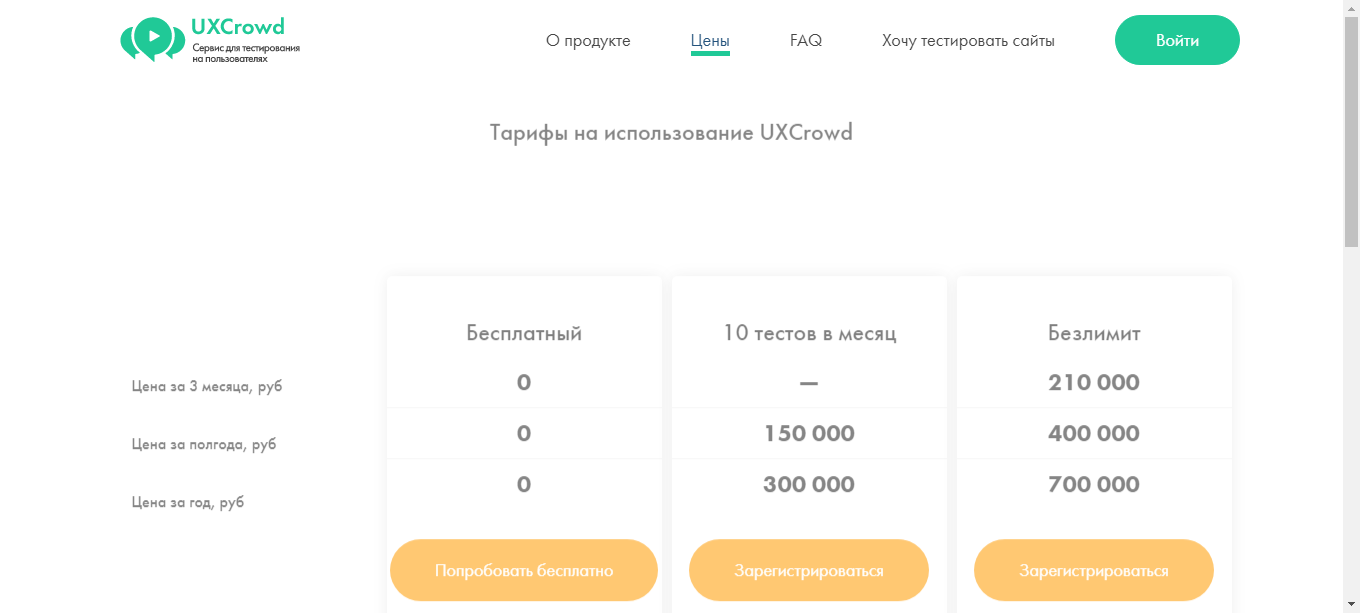 UXCrowd
Сервис для тестирования
на пользователях
О продукте
Цены
FAQ
Хочу тестировать сайты
Войти
Тарифы на использование UXCrowd
Бесплатный
10 тестов в месяц
Безлимит
Цена за 3 месяца, руб
0
—
210 000
Цена за полгода, руб
0
150 000
400 000
Цена за год, руб
0
300 000
700 000
Попробовать бесплатно
Зарегистрироваться
Зарегистрироваться